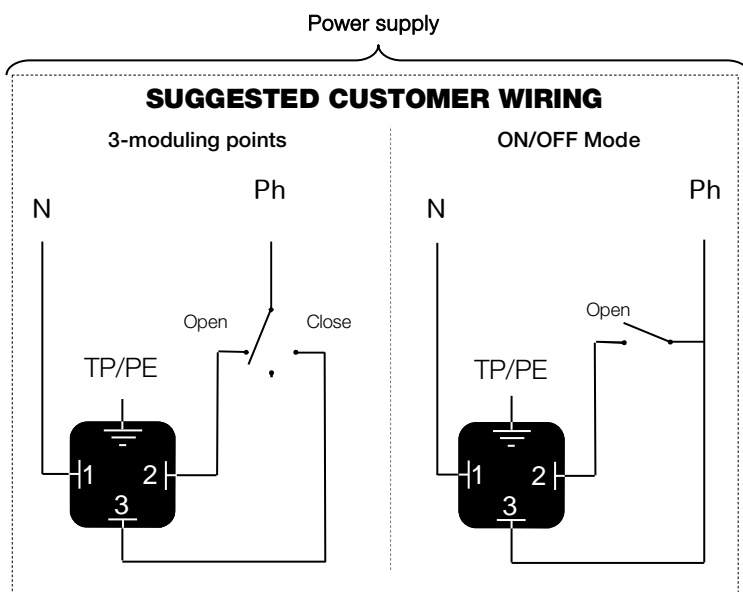 Power supply
SUGGESTED CUSTOMER WIRING
3-moduling points
N
Ph
Open
Close
TP/PE
1
2
3
ON/OFF Mode
N
Ph
Open
TP/PE
1
2
3